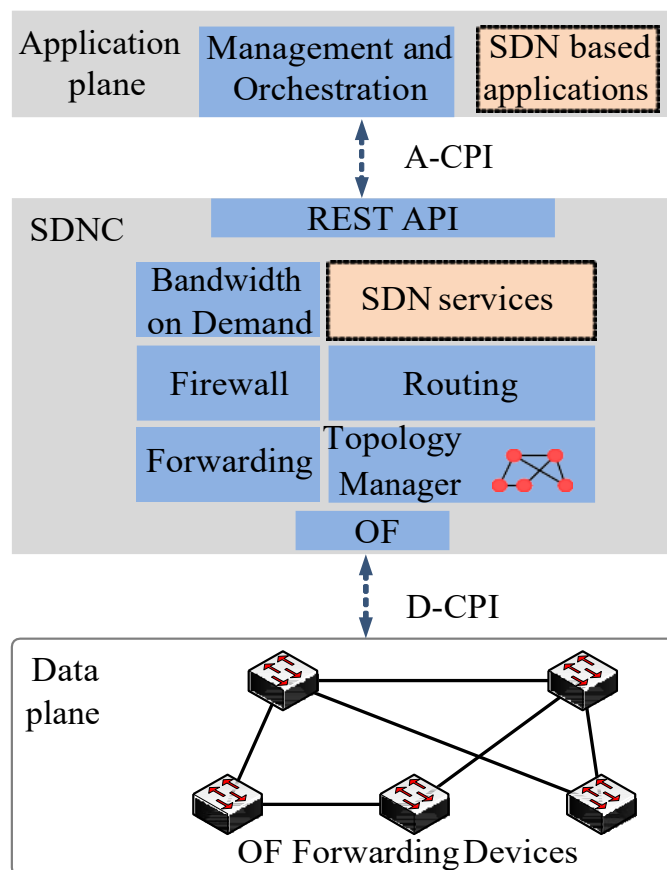 Application
plane
Management and
Orchestration
SDN based
applications
A-CPI
SDNC
REST API
Bandwidth
on Demand
SDN services
Firewall
Routing
Forwarding
Topology
Manager
OF
D-CPI
Data
plane
OF Forwarding Devices